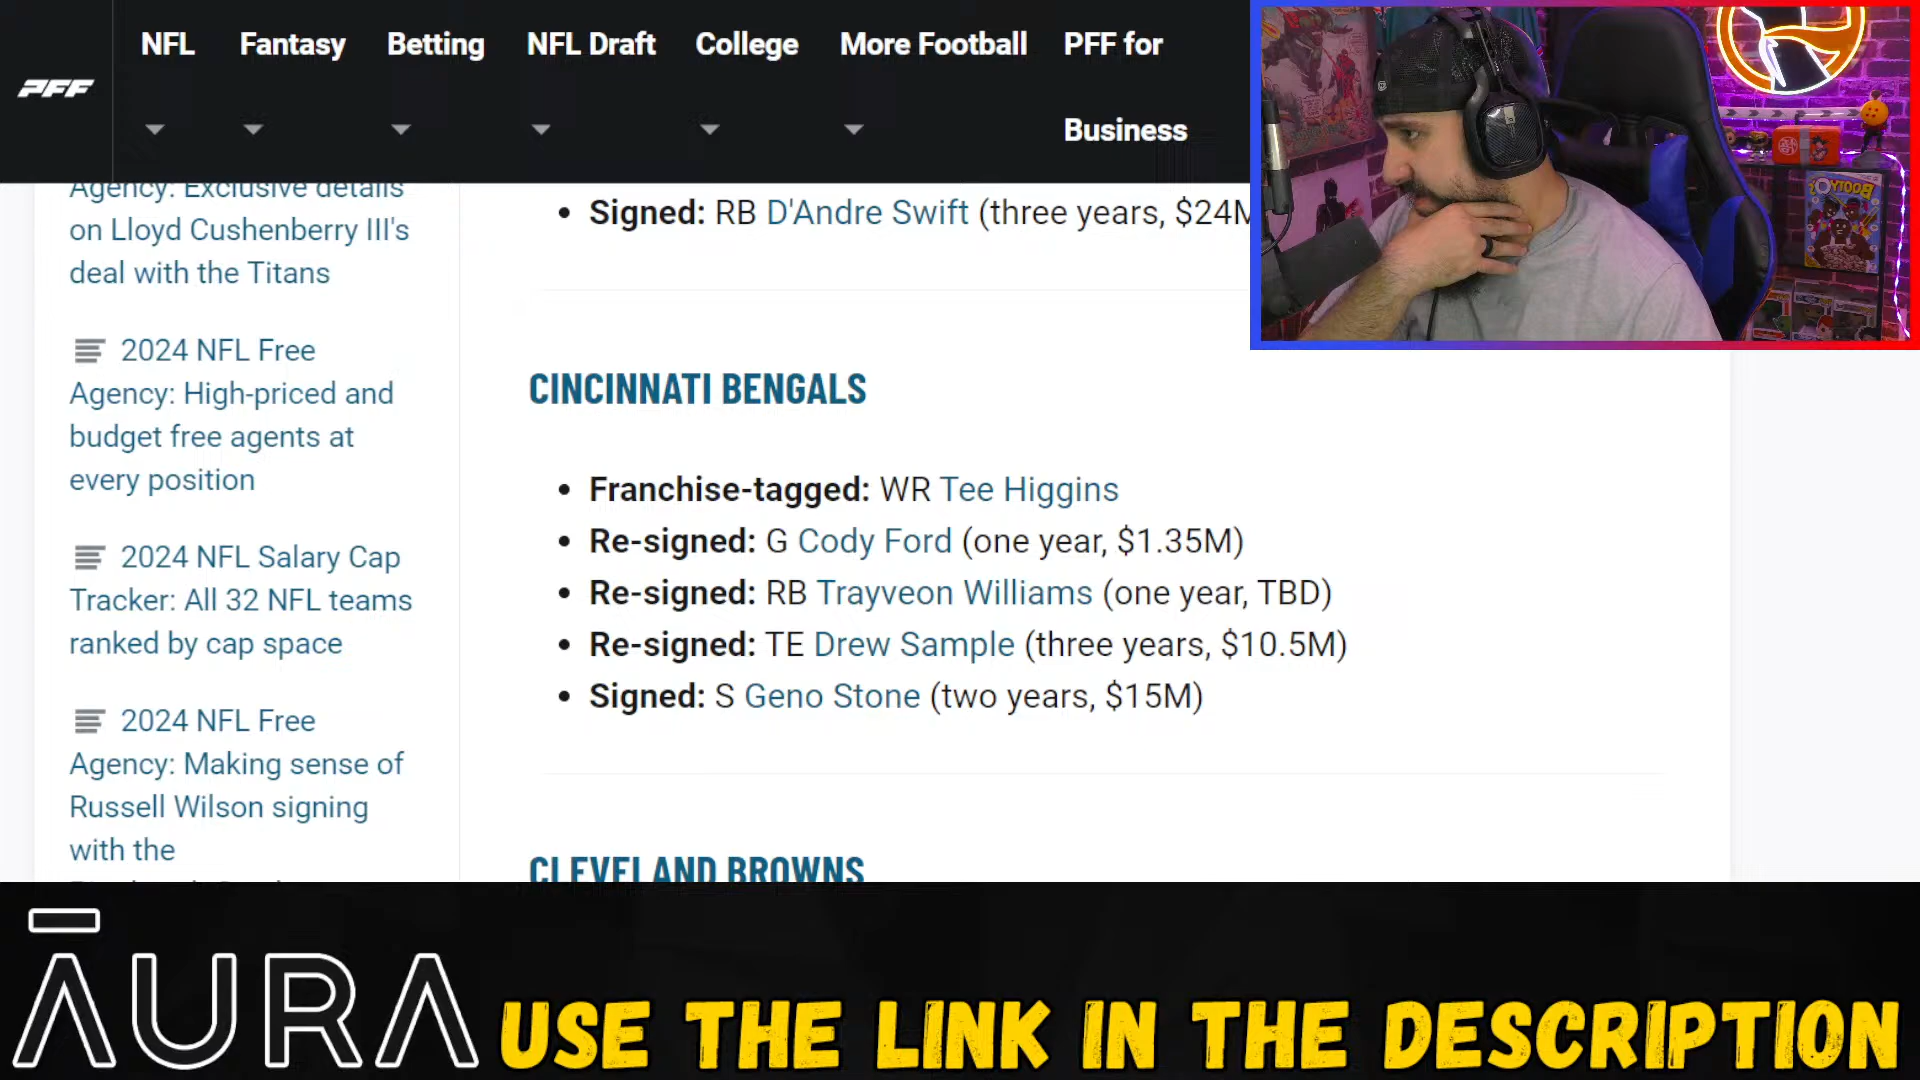 NFL Fantasy Betting NFL Draft College More Football PFF for
Business
PFF
Agency: Exclusive details
on Lloyd Cushenberry III's
deal with the Titans
2024 NFL Free
Agency: High-priced and
budget free agents at
every position
2024 NFL Salary Cap
Tracker: All 32 NFL teams
ranked by cap space
2024 NFL Free
Agency: Making sense of
Russell Wilson signing
with the
• Signed: RB D'Andre Swift (three years, $24M
CINCINNATI BENGALS
• Franchise-tagged: WR Tee Higgins
• Re-signed: G Cody Ford (one year, $1.35M)
• Re-signed: RB Trayveon Williams (one year, TBD)
• Re-signed: TE Drew Sample (three years, $10.5M)
• Signed: S Geno Stone (two years, $15M)
CLEVELAND BROWNS
AURA USE THE LINK IN THE DESCRIPTION